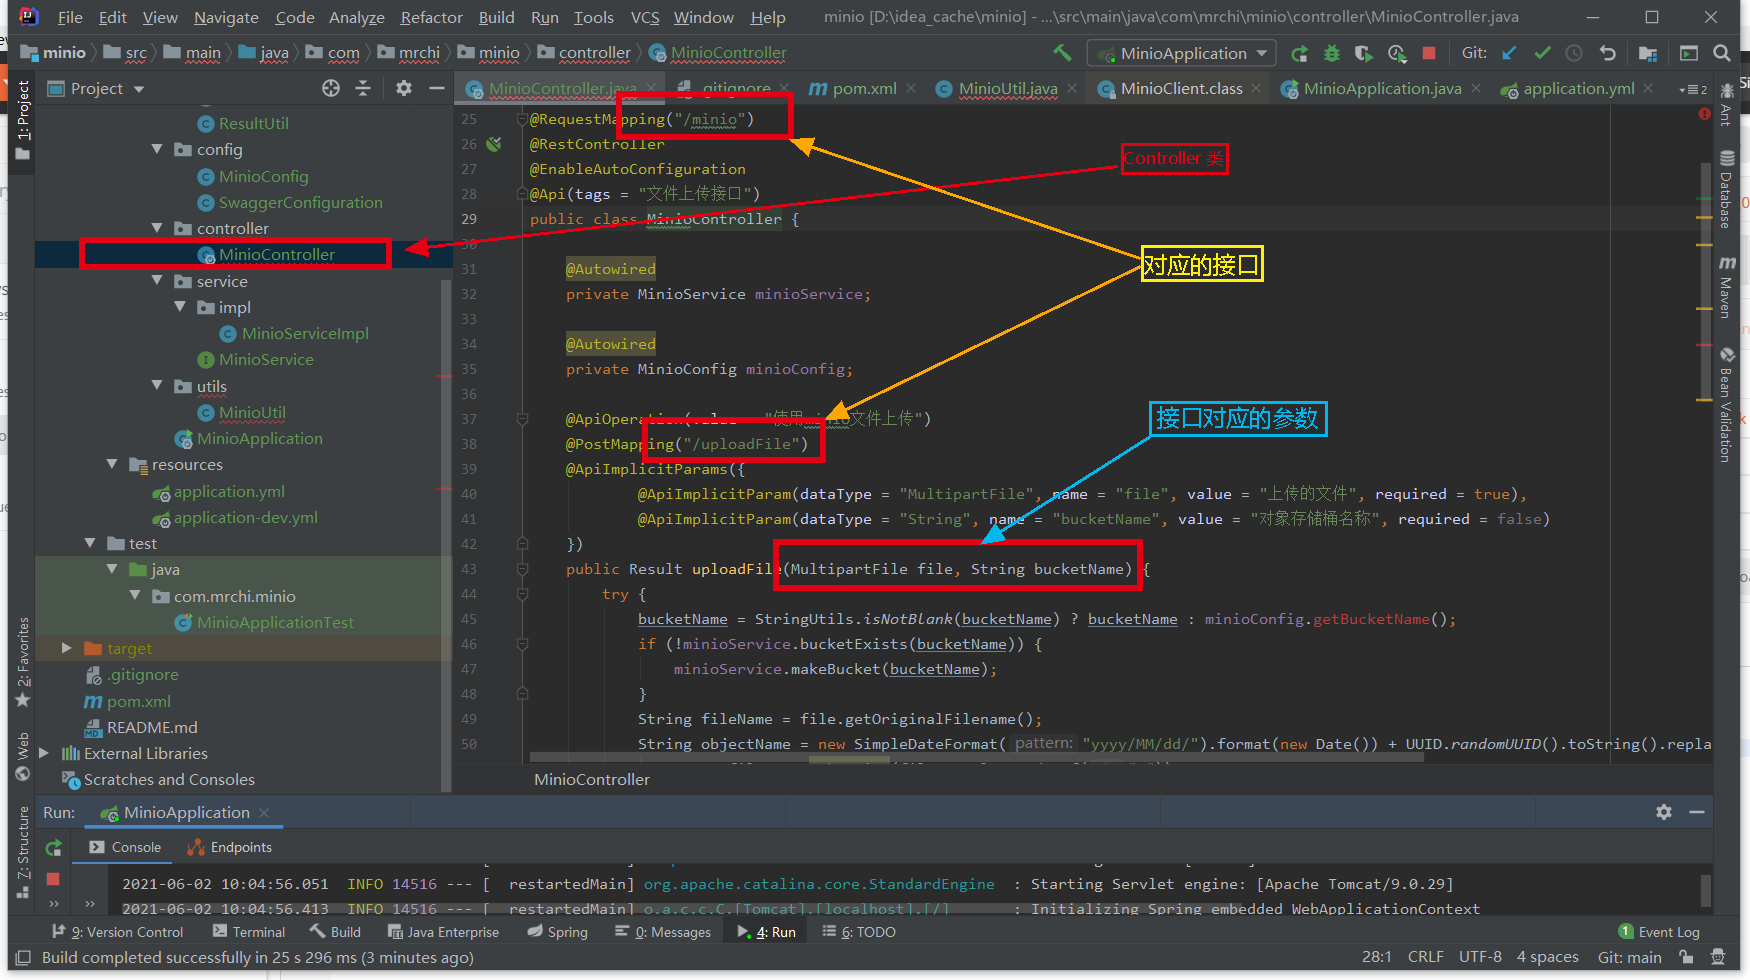 File Edit View Navigate Code Analyze Refactor Build Run Tools VCS Window Help minio [D:\idea_cache\minio] - ...\src\main\java\com\mrchi\minio\controller\MinioController.java
minio src main java com mrchi minio controller MinioController MinioApplication Git:
Project
MinioController.java .gitignore pom.xml MinioUtil.java MinioClient.class MinioApplication.java application.yml 2
1: Project
2: Favorites
Web
Z: Structure
ResultUtil
config
MinioConfig
SwaggerConfiguration
controller
MinioController
service
impl
MinioServiceImpl
MinioService
utils
MinioUtil
MinioApplication
resources
application.yml
application-dev.yml
test
java
com.mrchi.minio
MinioApplicationTest
target
.gitignore
pom.xml
README.md
External Libraries
Scratches and Consoles
25 @RequestMapping("/minio")
26 @RestController
27 @EnableAutoConfiguration
28 @Api(tags = "文件上传接口")
29 public class MinioController {
30
31 @Autowired
32 private MinioService minioService;
33
34 @Autowired
35 private MinioConfig minioConfig;
36
37 @ApiOperation(value = "使用minio文件上传")
38 @PostMapping("/uploadFile")
39 @ApiImplicitParams({
40 @ApiImplicitParam(dataType = "MultipartFile", name = "file", value = "上传的文件", required = true),
41 @ApiImplicitParam(dataType = "String", name = "bucketName", value = "对象存储桶名称", required = false)
42 })
43 public Result uploadFile(MultipartFile file, String bucketName) {
44 try {
45 bucketName = StringUtils.isNotBlank(bucketName) ? bucketName : minioConfig.getBucketName();
46 if (!minioService.bucketExists(bucketName)) {
47 minioService.makeBucket(bucketName);
48 }
49 String fileName = file.getOriginalFilename();
50 String objectName = new SimpleDateFormat( pattern: "yyyy/MM/dd/").format(new Date()) + UUID.randomUUID().toString().repla
MinioController
Controller 类
对应的接口
接口对应的参数
Ant
Database
Maven
Bean Validation
Run: MinioApplication
Console Endpoints
2021-06-02 10:04:56.051 INFO 14516 --- [ restartedMain] org.apache.catalina.core.StandardEngine : Starting Servlet engine: [Apache Tomcat/9.0.29]
2021-06-02 10:04:56.413 INFO 14516 --- [ restartedMain] o.a.c.c.C.[Tomcat].[localhost].[/] : Initializing Spring embedded WebApplicationContext
9: Version Control Terminal Build Java Enterprise Spring 0: Messages 4: Run 6: TODO 1 Event Log
Build completed successfully in 25 s 296 ms (3 minutes ago) 28:1 CRLF UTF-8 4 spaces Git: main